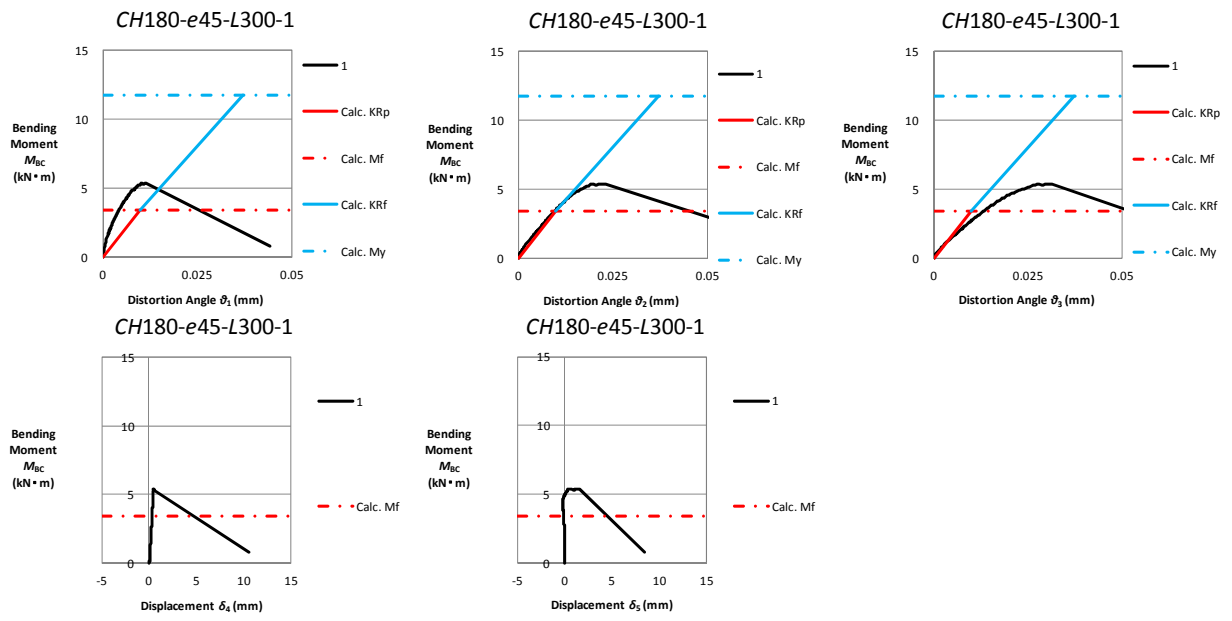 CH180-e45-L300-1
15
10
5
0
0
0.025
0.05
Bending
Moment
M_BC
(kN・m)
Distortion Angle ϑ₁ (mm)
1
Calc. KRp
Calc. Mf
Calc. KRf
Calc. My
CH180-e45-L300-1
15
10
5
0
0
0.025
0.05
Bending
Moment
M_BC
(kN・m)
Distortion Angle ϑ₂ (mm)
1
Calc. KRp
Calc. Mf
Calc. KRf
Calc. My
CH180-e45-L300-1
15
10
5
0
0
0.025
0.05
Bending
Moment
M_BC
(kN・m)
Distortion Angle ϑ₃ (mm)
1
Calc. KRp
Calc. Mf
Calc. KRf
Calc. My
CH180-e45-L300-1
15
10
5
0
-5
0
5
10
15
Bending
Moment
M_BC
(kN・m)
Displacement δ₄ (mm)
1
Calc. Mf
CH180-e45-L300-1
15
10
5
0
-5
0
5
10
15
Bending
Moment
M_BC
(kN・m)
Displacement δ₅ (mm)
1
Calc. Mf